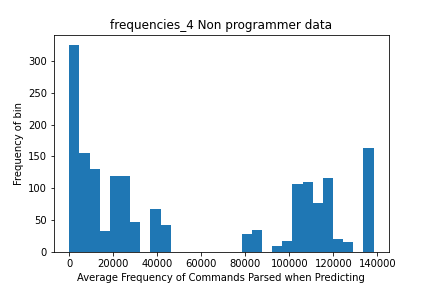 frequencies_4 Non programmer data
Frequency of bin
300
250
200
150
100
50
0
0 20000 40000 60000 80000 100000 120000 140000
Average Frequency of Commands Parsed when Predicting